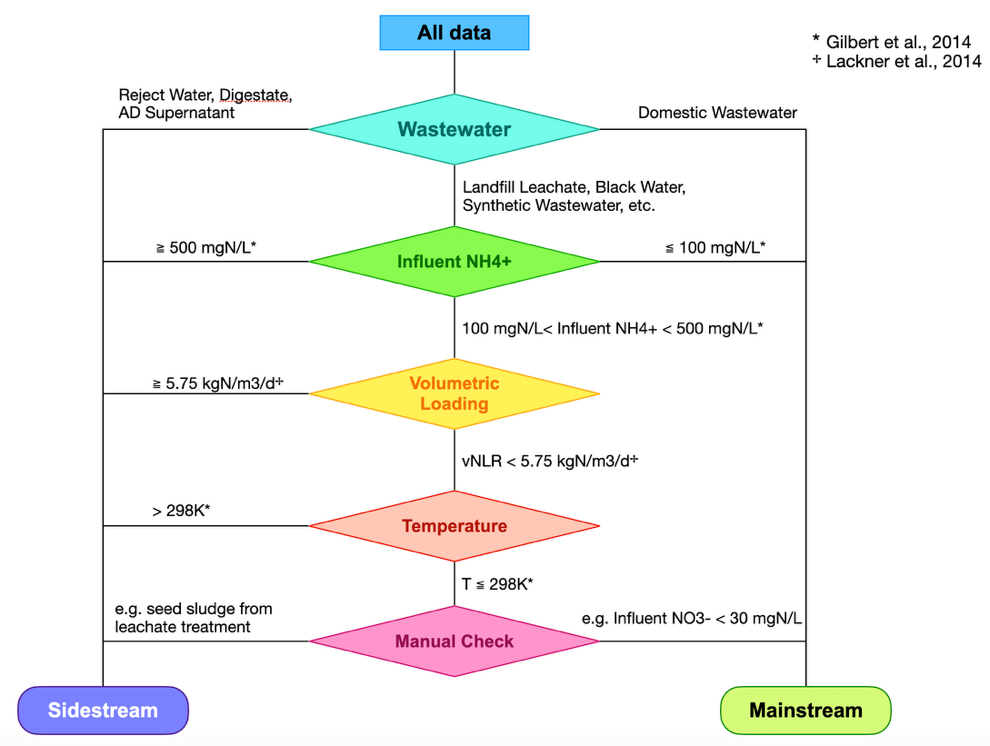 All data
* Gilbert et al., 2014
÷ Lackner et al., 2014
Reject Water, Digestate,
AD Supernatant
Wastewater
Domestic Wastewater
Landfill Leachate, Black Water,
Synthetic Wastewater, etc.
≧ 500 mgN/L*
Influent NH4+
≦ 100 mgN/L*
100 mgN/L< Influent NH4+ < 500 mgN/L*
≧ 5.75 kgN/m3/d÷
Volumetric
Loading
vNLR < 5.75 kgN/m3/d÷
> 298K*
Temperature
T ≦ 298K*
e.g. seed sludge from
leachate treatment
Manual Check
e.g. Influent NO3- < 30 mgN/L
Sidestream
Mainstream